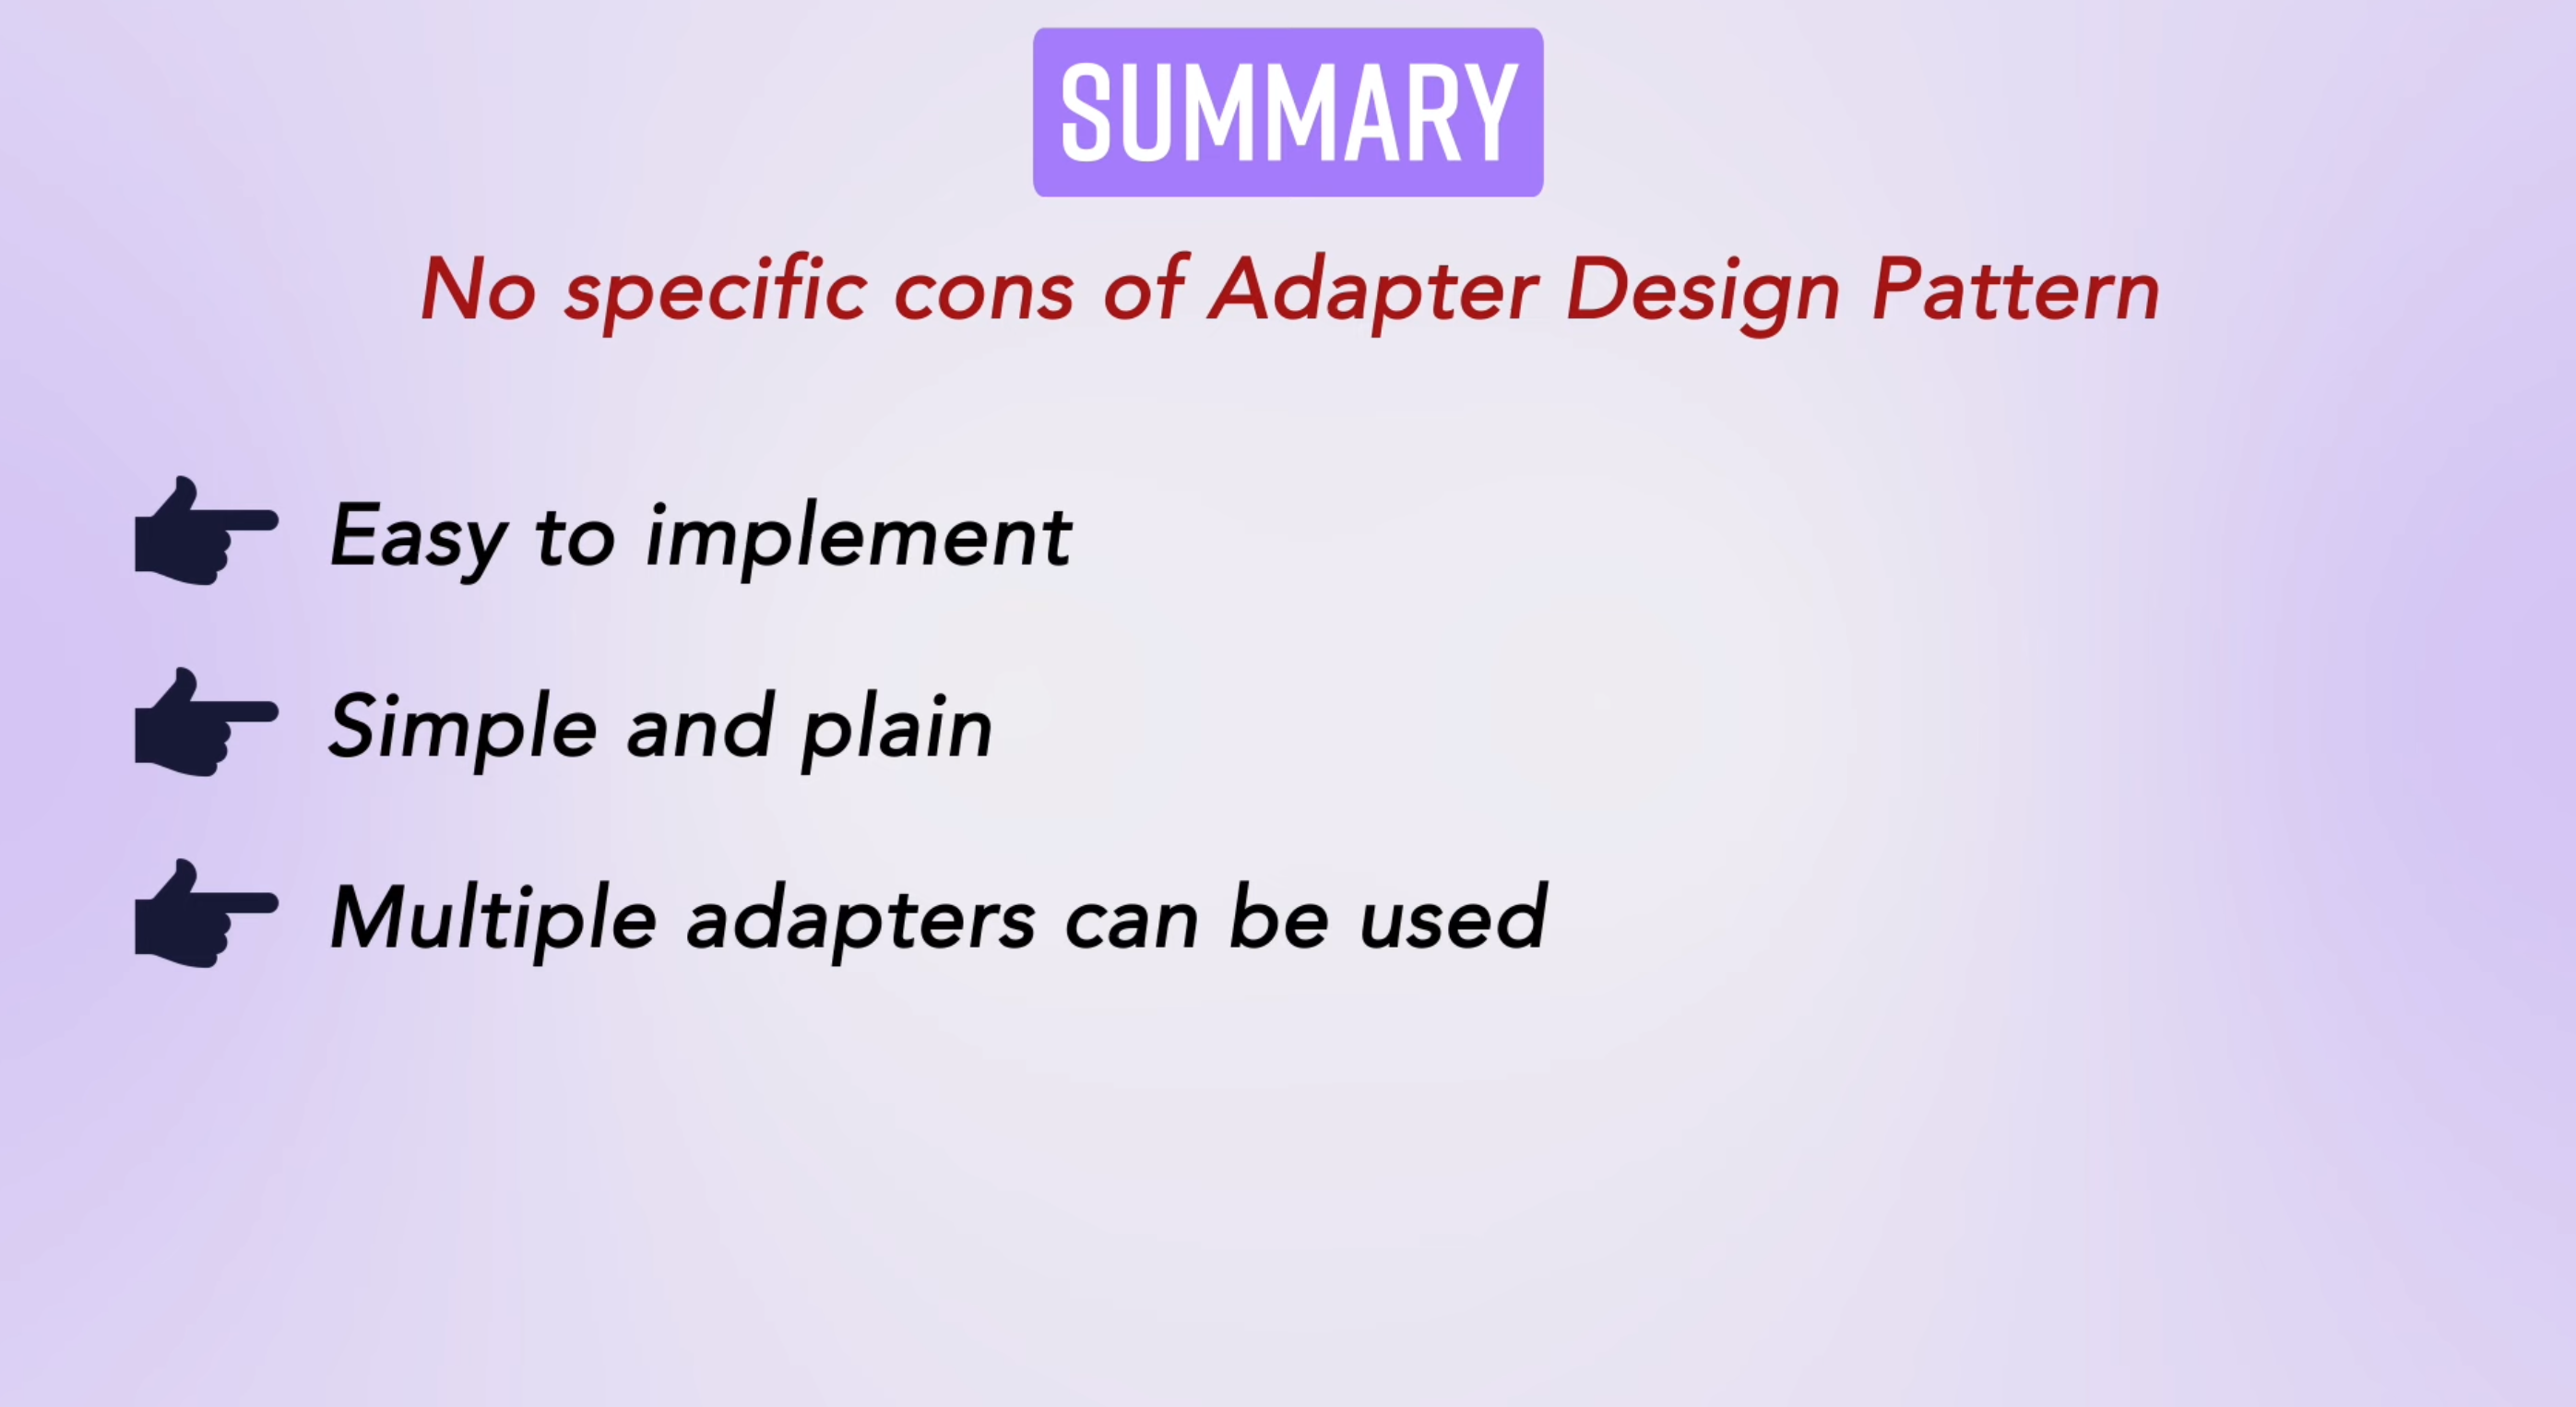 SUMMARY
No specific cons of Adapter Design Pattern
Easy to implement
Simple and plain
Multiple adapters can be used